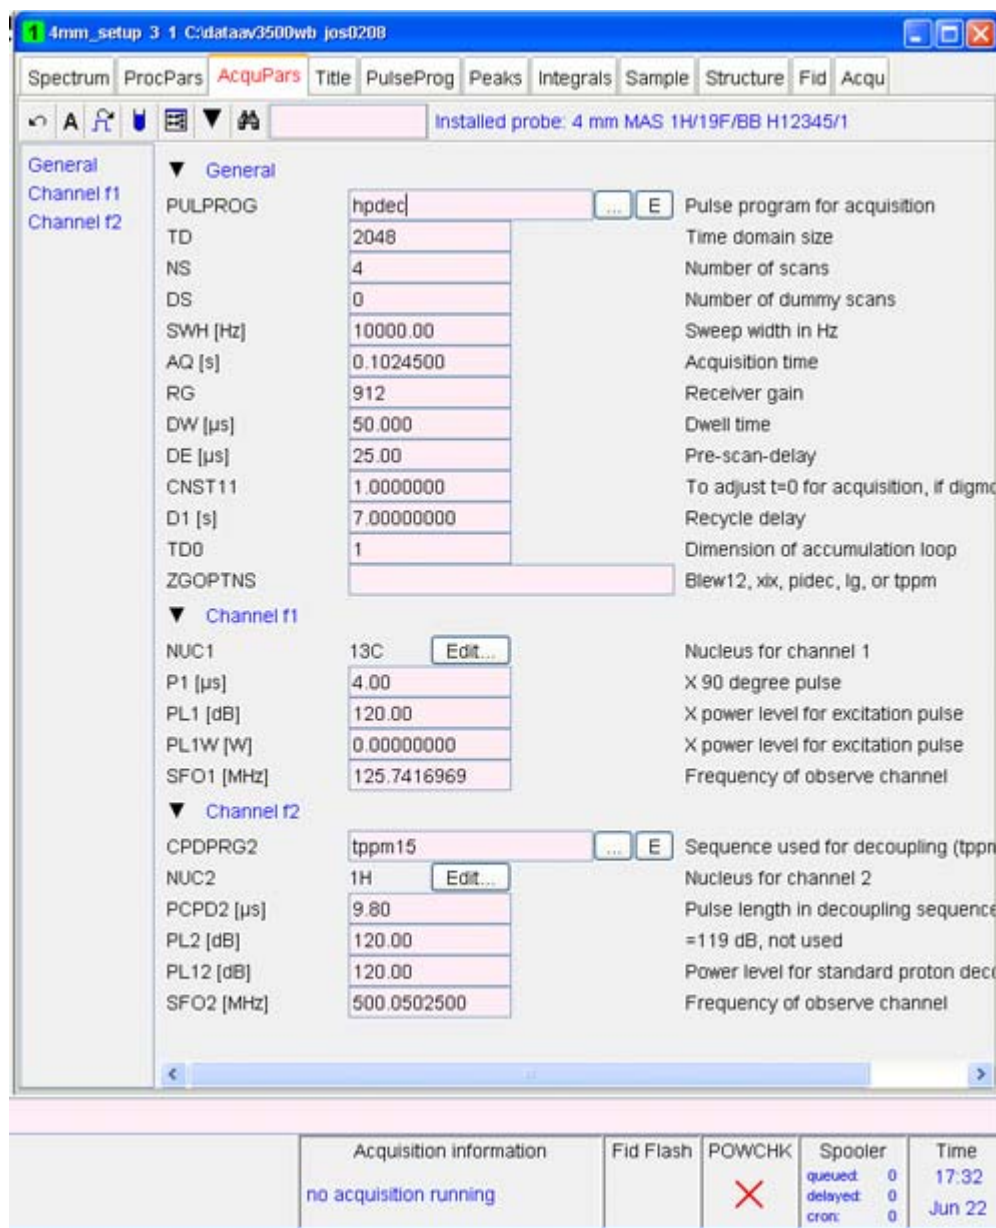 1 4mm_setup 3 1 C:\dataav3500wb jos0208
Spectrum ProcPars AcquPars Title PulseProg Peaks Integrals Sample Structure Fid Acqu
A Installed probe: 4 mm MAS 1H/19F/BB H12345/1
General
Channel f1
Channel f2
General
PULPROG hpdec ... E Pulse program for acquisition
TD 2048 Time domain size
NS 4 Number of scans
DS 0 Number of dummy scans
SWH [Hz] 10000.00 Sweep width in Hz
AQ [s] 0.1024500 Acquisition time
RG 912 Receiver gain
DW [µs] 50.000 Dwell time
DE [µs] 25.00 Pre-scan-delay
CNST11 1.0000000 To adjust t=0 for acquisition, if digmo
D1 [s] 7.00000000 Recycle delay
TD0 1 Dimension of accumulation loop
ZGOPTNS Blew12, xix, pidec, lg, or tppm
Channel f1
NUC1 13C Edit... Nucleus for channel 1
P1 [µs] 4.00 X 90 degree pulse
PL1 [dB] 120.00 X power level for excitation pulse
PL1W [W] 0.00000000 X power level for excitation pulse
SFO1 [MHz] 125.7416969 Frequency of observe channel
Channel f2
CPDPRG2 tppm15 ... E Sequence used for decoupling (tppm
NUC2 1H Edit... Nucleus for channel 2
PCPD2 [µs] 9.80 Pulse length in decoupling sequence
PL2 [dB] 120.00 =119 dB, not used
PL12 [dB] 120.00 Power level for standard proton deco
SFO2 [MHz] 500.0502500 Frequency of observe channel
Acquisition information Fid Flash POWCHK Spooler Time
no acquisition running
queued: 0
delayed: 0
cron: 0
17:32
Jun 22